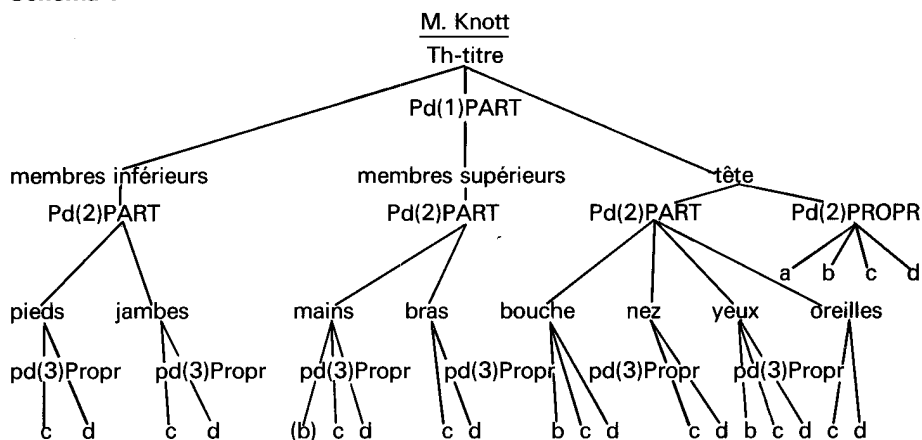 M. Knott
Th-titre
Pd(1)PART
membres inférieurs membres supérieurs tête
Pd(2)PART Pd(2)PART Pd(2)PART Pd(2)PROPR
a b c d
pieds jambes mains bras bouche nez yeux oreilles
pd(3)Propr pd(3)Propr pd(3)Propr pd(3)Propr pd(3)Propr pd(3)Propr
c d c d (b) c d c d b c d c d b c d c d